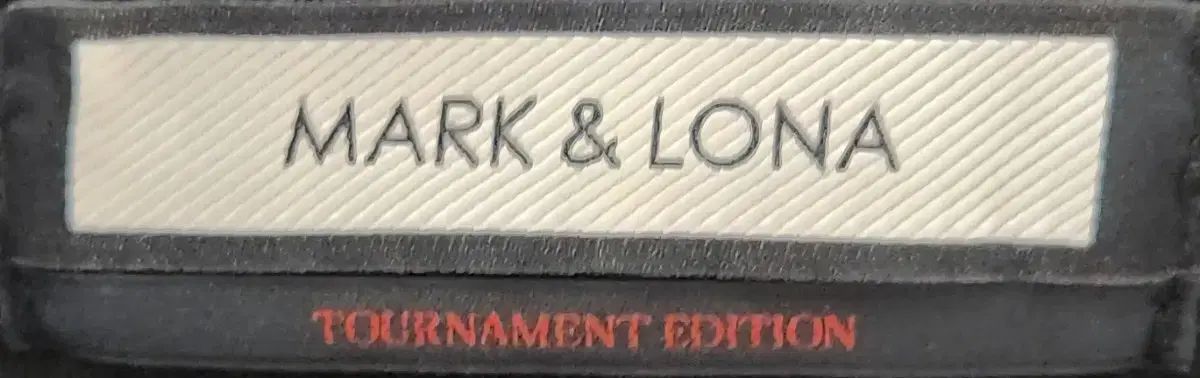 MARK & LONA
TOURNAMENT EDITION